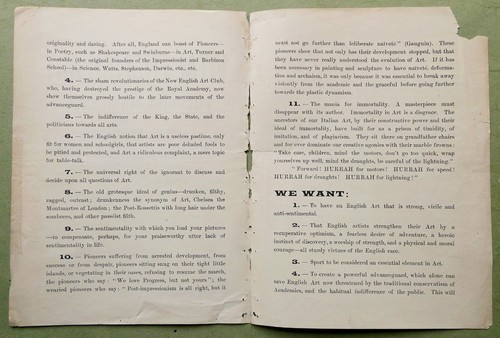 originality and daring. After all, England can boast of Pioneers—
in Poetry, such as Shakespeare and Swinburne—in Art, Turner and
Constable (the original founders of the Impressionist and Barbizon
School)—in Science, Watts, Stephenson, Darwin, etc., etc.
4. — The sham revolutionaries of the New English Art Club,
who, having destroyed the prestige of the Royal Academy, now
show themselves grossly hostile to the later movements of the
advanceguard.
5. — The indifference of the King, the State, and the
politicians towards all arts.
6. — The English notion that Art is a useless pastime, only
fit for women and schoolgirls, that artists are poor deluded fools to
be pitied and protected, and Art a ridiculous complaint, a mere topic
for table-talk.
7. — The universal right of the ignorant to discuss and
decide upon all questions of Art.
8. — The old grotesque ideal of genius—drunken, filthy,
ragged, outcast; drunkenness the synonym of Art, Chelsea the
Montmartre of London; the Post-Rossettis with long hair under the
sombrero, and other passéist filth.
9. — The sentimentality with which you load your pictures
—to compensate, perhaps, for your praiseworthy utter lack of
sentimentality in life.
10. — Pioneers suffering from arrested development, from
success or from despair, pioneers sitting snug on their tight little
islands, or vegetating in their oases, refusing to resume the march,
the pioneers who say: "We love Progress, but not yours"; the
wearied pioneers who say: "Post-impressionism is all right, but it
must not go further than deliberate naiveté" (Gauguin). These
pioneers show that not only has their development stopped, but that
they have never really understood the evolution of Art. If it has
been necessary in painting and sculpture to have naiveté, deforma-
tion and archaism, it was only because it was essential to break away
violently from the academic and the graceful before going further
towards the plastic dynamism.
11. — The mania for immortality. A masterpiece must
disappear with its author. Immortality in Art is a disgrace. The
ancestors of our Italian Art, by their constructive power and their
ideal of immortality, have built for us a prison of timidity, of
imitation, and of plagiarism. They sit there on grandfather chairs
and for ever dominate our creative agonies with their marble frowns:
"Take care, children, mind the motors, don't go too quick, wrap
yourselves up well, mind the draughts, be careful of the lightning."
"Forward! HURRAH for motors! HURRAH for speed!
HURRAH for draughts! HURRAH for lightning!"
WE WANT:
1. — To have an English Art that is strong, virile and
anti-sentimental.
2. — That English artists strengthen their Art by a
recuperative optimism, a fearless desire of adventure, a heroic
instinct of discovery, a worship of strength, and a physical and moral
courage—all sturdy virtues of the English race.
3. — Sport to be considered an essential element in Art.
4. — To create a powerful advanceguard, which alone can
save English Art now threatened by the traditional conservatism of
Academies, and the habitual indifference of the public. This will